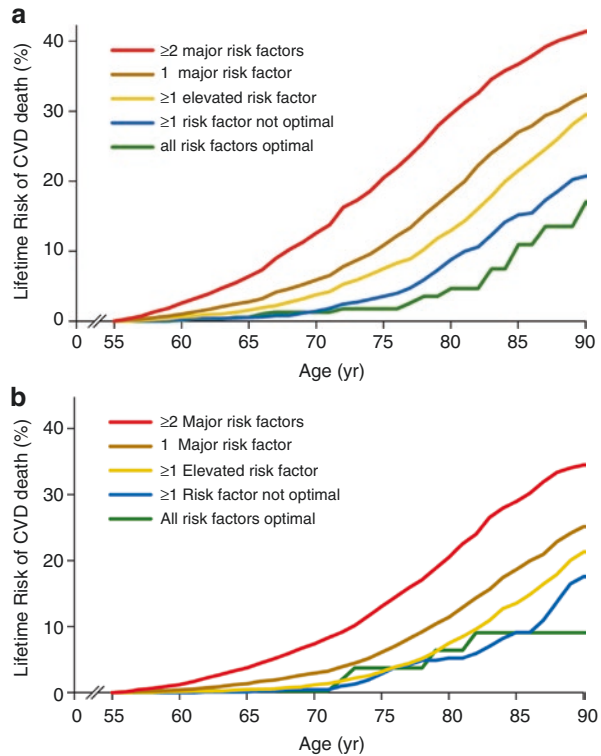 a
Lifetime Risk of CVD death (%)
40
30
20
10
0
≥2 major risk factors
1 major risk factor
≥1 elevated risk factor
≥1 risk factor not optimal
all risk factors optimal
0 55 60 65 70 75 80 85 90
Age (yr)
b
Lifetime Risk of CVD death (%)
40
30
20
10
0
≥2 Major risk factors
1 Major risk factor
≥1 Elevated risk factor
≥1 Risk factor not optimal
All risk factors optimal
0 55 60 65 70 75 80 85 90
Age (yr)